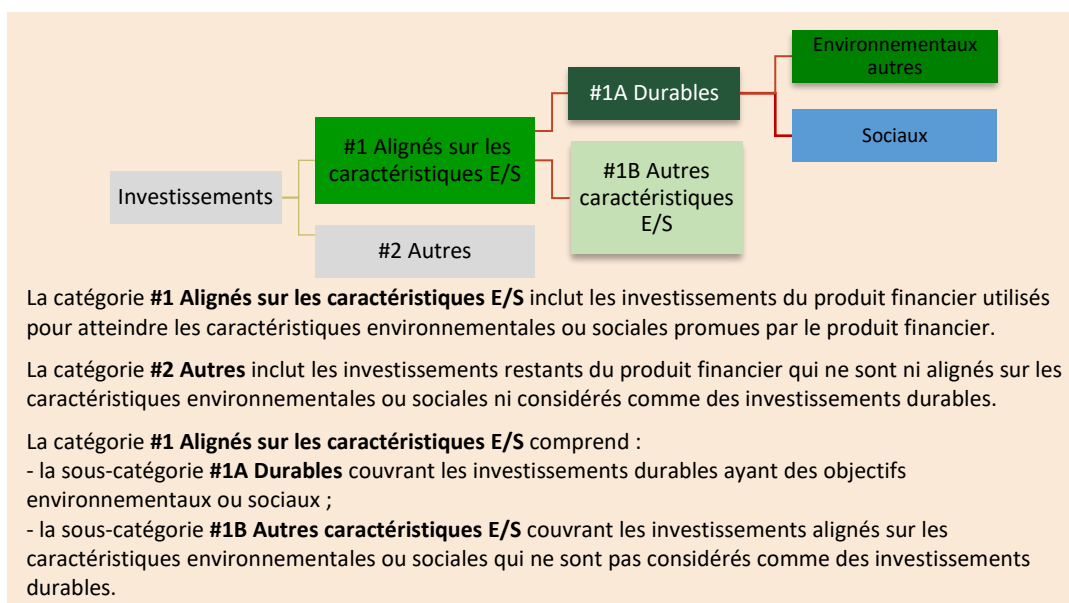 Environnementaux
autres
#1A Durables
Sociaux
#1 Alignés sur les
caractéristiques E/S
#1B Autres
caractéristiques
E/S
Investissements
#2 Autres
La catégorie #1 Alignés sur les caractéristiques E/S inclut les investissements du produit financier utilisés
pour atteindre les caractéristiques environnementales ou sociales promues par le produit financier.
La catégorie #2 Autres inclut les investissements restants du produit financier qui ne sont ni alignés sur les
caractéristiques environnementales ou sociales ni considérés comme des investissements durables.
La catégorie #1 Alignés sur les caractéristiques E/S comprend :
- la sous-catégorie #1A Durables couvrant les investissements durables ayant des objectifs
environnementaux ou sociaux ;
- la sous-catégorie #1B Autres caractéristiques E/S couvrant les investissements alignés sur les
caractéristiques environnementales ou sociales qui ne sont pas considérés comme des investissements
durables.